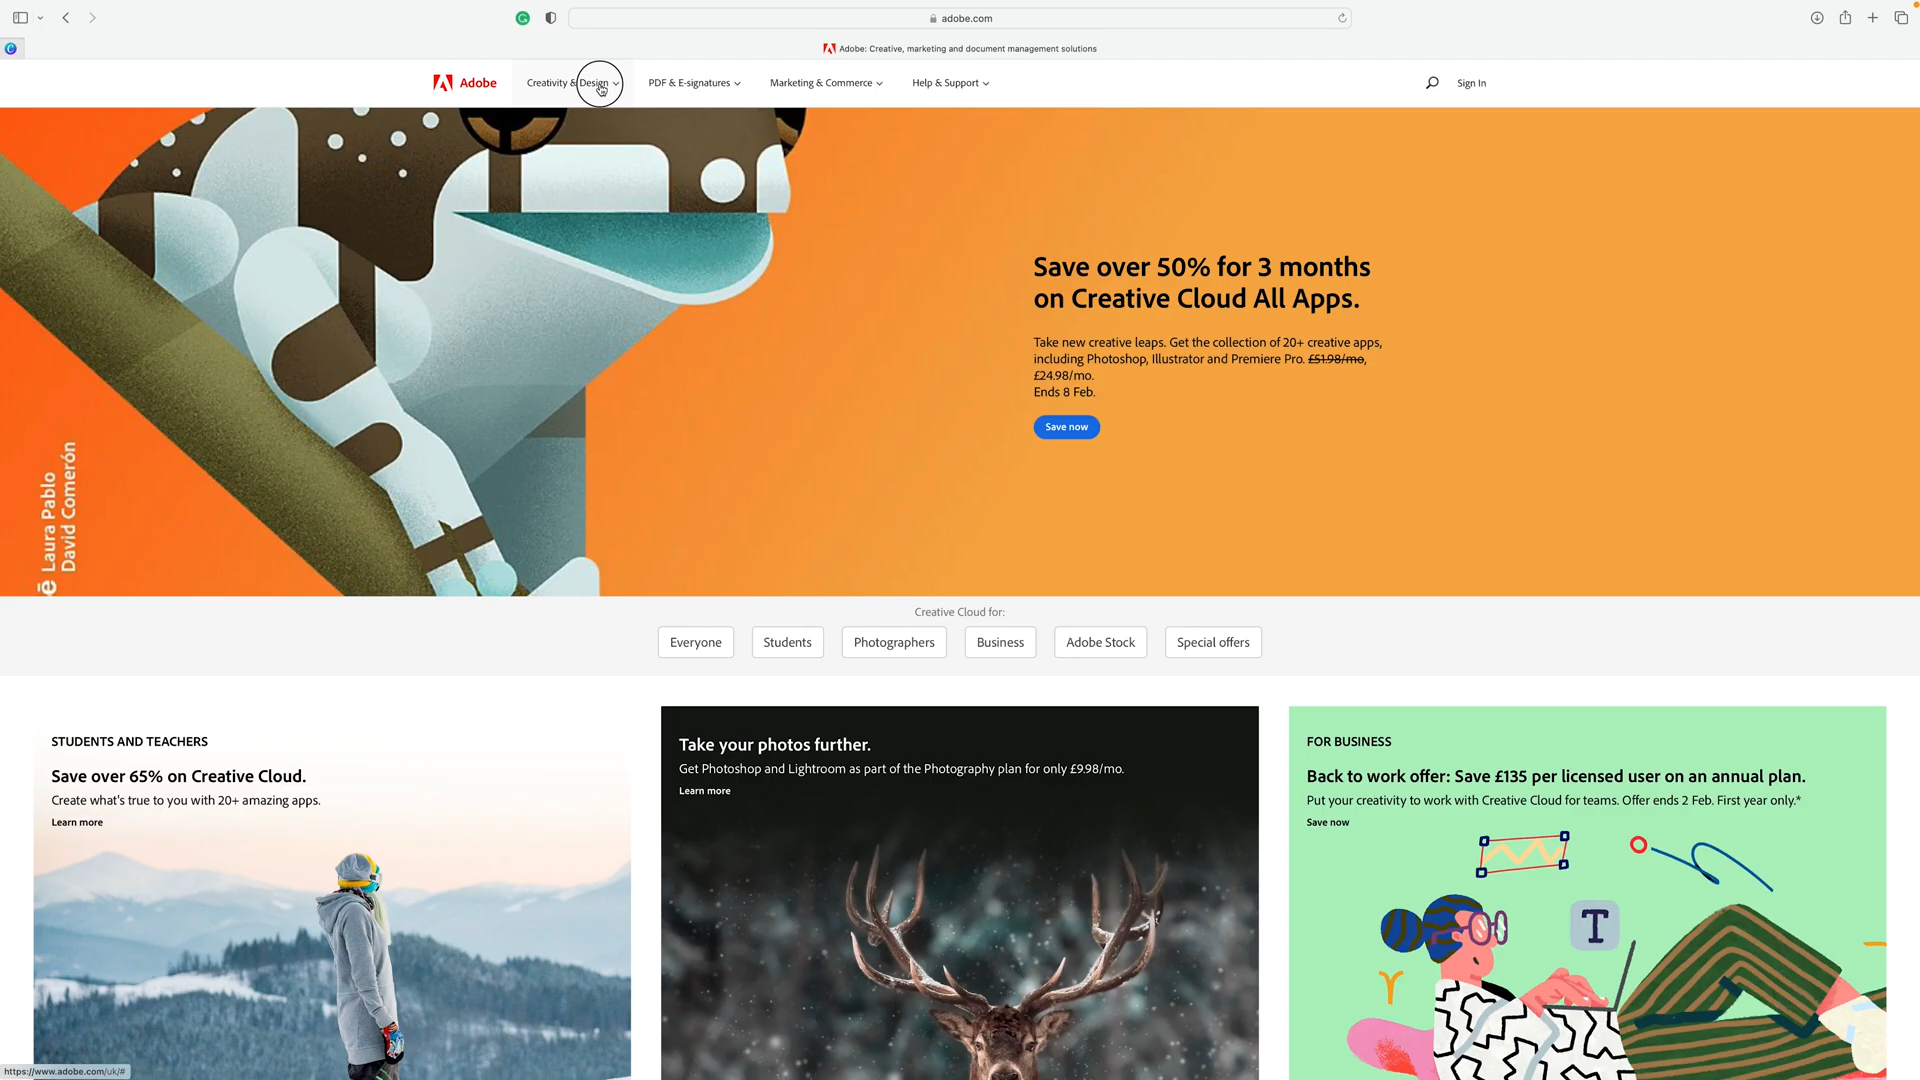 adobe.com
Adobe: Creative, marketing and document management solutions
Adobe
Creativity & Design
PDF & E-signatures
Marketing & Commerce
Help & Support
Sign In
Save over 50% for 3 months
on Creative Cloud All Apps.
Take new creative leaps. Get the collection of 20+ creative apps,
including Photoshop, Illustrator and Premiere Pro. £51.98/mo,
£24.98/mo.
Ends 8 Feb.
Save now
Laura Pablo
David Comerón
Creative Cloud for:
Everyone
Students
Photographers
Business
Adobe Stock
Special offers
STUDENTS AND TEACHERS
Save over 65% on Creative Cloud.
Create what's true to you with 20+ amazing apps.
Learn more
Take your photos further.
Get Photoshop and Lightroom as part of the Photography plan for only £9.98/mo.
Learn more
FOR BUSINESS
Back to work offer: Save £135 per licensed user on an annual plan.
Put your creativity to work with Creative Cloud for teams. Offer ends 2 Feb. First year only.*
Save now
T
https://www.adobe.com/uk/#